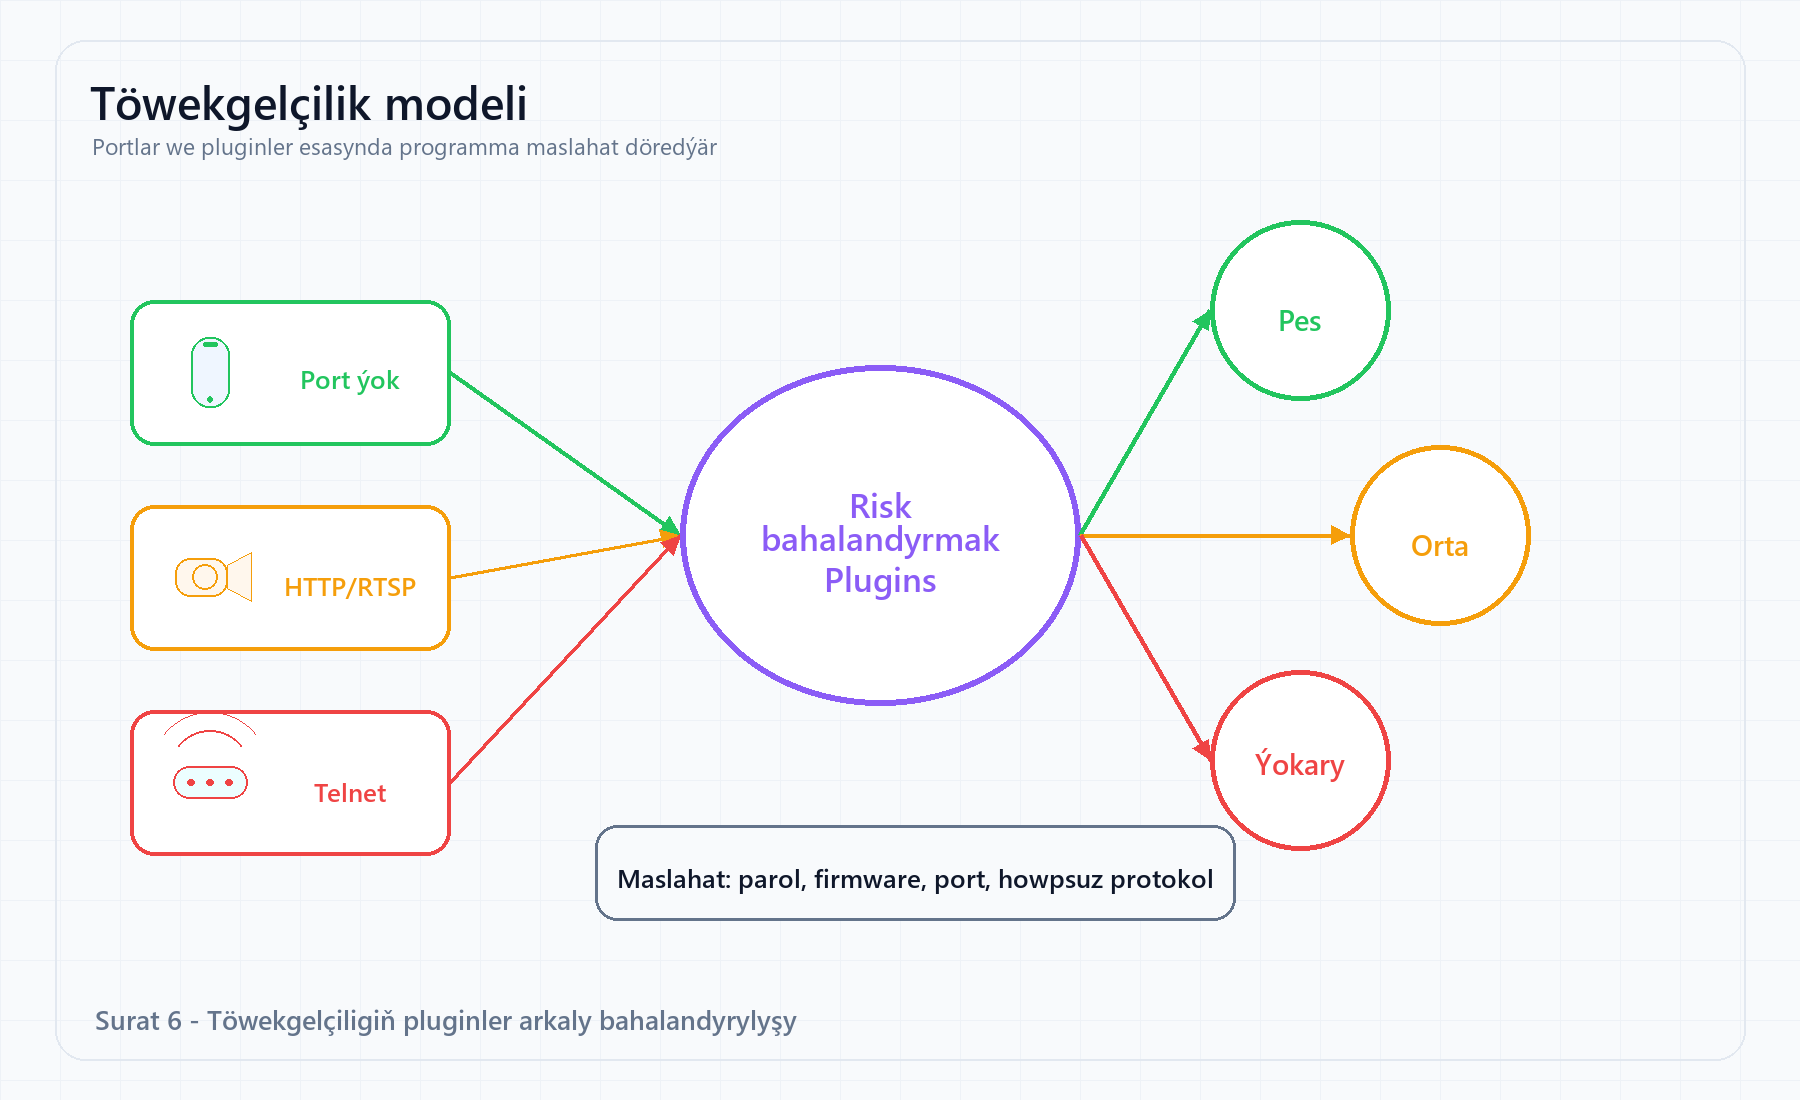 Töwekgelçilik modeli
Portlar we pluginler esasynda programma maslahat döredýär
Port ýok
HTTP/RTSP
Telnet
Risk
bahalandyrmak
Plugins
Pes
Orta
Ýokary
Maslahat: parol, firmware, port, howpsuz protokol
Surat 6 - Töwekgelçiligiň pluginler arkaly bahalandyrylyşy